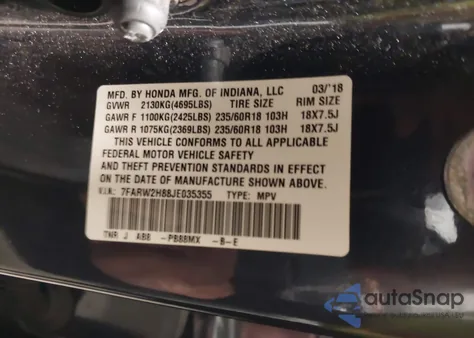 MFD. BY HONDA MFG. OF INDIANA, LLC 03/'18
GVWR 2130KG(4695LBS) TIRE SIZE RIM SIZE
GAWR F 1100KG(2425LBS) 235/60R18 103H 18X7.5J
GAWR R 1075KG(2369LBS) 235/60R18 103H 18X7.5J
THIS VEHICLE CONFORMS TO ALL APPLICABLE
FEDERAL MOTOR VEHICLE SAFETY
AND THEFT PREVENTION STANDARDS IN EFFECT
ON THE DATE OF MANUFACTURE SHOWN ABOVE.
V.I.N.: 7FARW2H88JE035355 TYPE: MPV
J A88 -PB88MX -B-E
autoSnap